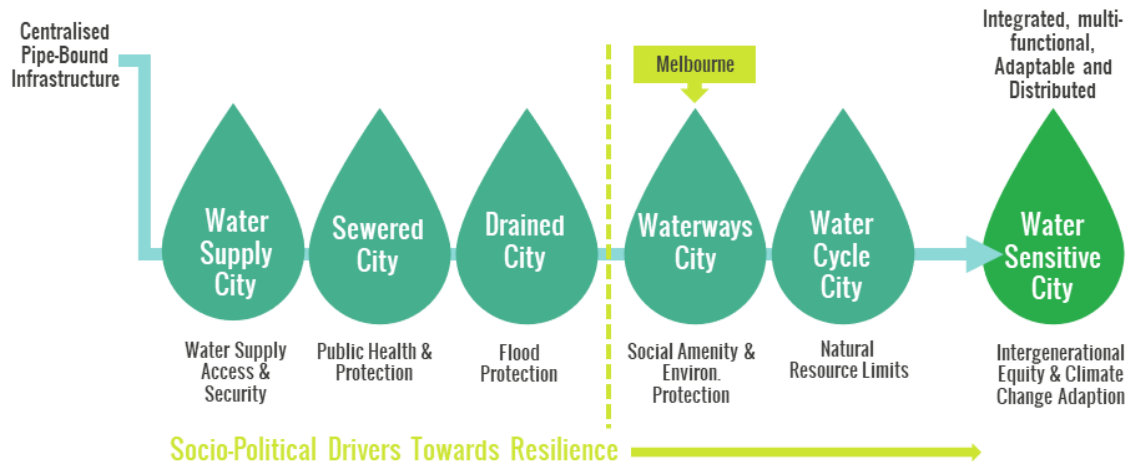 Centralised
Pipe-Bound
Infrastructure
Melbourne
Integrated, multi-
functional,
Adaptable and
Distributed
Water
Supply
City
Sewered
City
Drained
City
Waterways
City
Water
Cycle
City
Water
Sensitive
City
Water Supply
Access &
Security
Public Health &
Protection
Flood
Protection
Social Amenity &
Environ.
Protection
Natural
Resource Limits
Intergenerational
Equity & Climate
Change Adaption
Socio-Political Drivers Towards Resilience